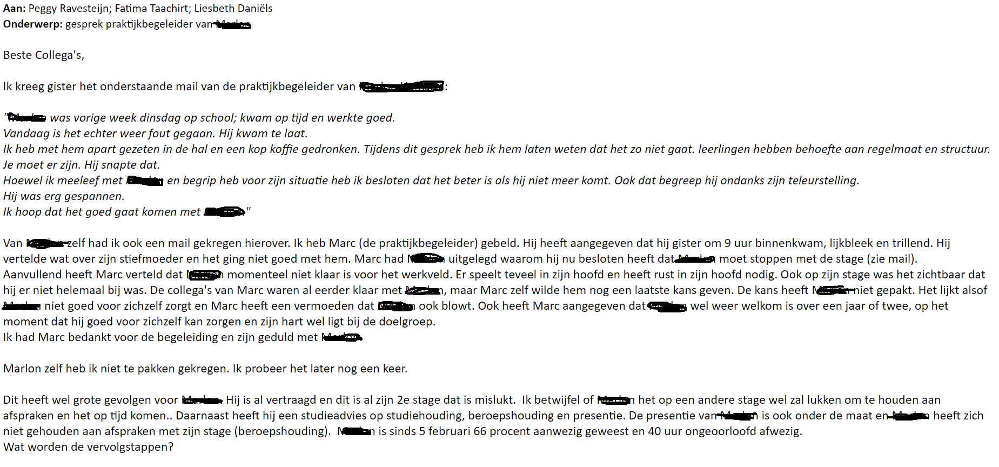 Aan: Peggy Ravesteijn; Fatima Taachirt; Liesbeth Daniëls
Onderwerp: gesprek praktijkbegeleider van
Beste Collega's,
Ik kreeg gister het onderstaande mail van de praktijkbegeleider van :
" was vorige week dinsdag op school; kwam op tijd en werkte goed.
Vandaag is het echter weer fout gegaan. Hij kwam te laat.
Ik heb met hem apart gezeten in de hal en een kop koffie gedronken. Tijdens dit gesprek heb ik hem laten weten dat het zo niet gaat. leerlingen hebben behoefte aan regelmaat en structuur.
Je moet er zijn. Hij snapte dat.
Hoewel ik meeleef met en begrip heb voor zijn situatie heb ik besloten dat het beter is als hij niet meer komt. Ook dat begreep hij ondanks zijn teleurstelling.
Hij was erg gespannen.
Ik hoop dat het goed gaat komen met "
Van zelf had ik ook een mail gekregen hierover. Ik heb Marc (de praktijkbegeleider) gebeld. Hij heeft aangegeven dat hij gister om 9 uur binnenkwam, lijkbleek en trillend. Hij
vertelde wat over zijn stiefmoeder en het ging niet goed met hem. Marc had uitgelegd waarom hij nu besloten heeft dat moet stoppen met de stage (zie mail).
Aanvullend heeft Marc verteld dat momenteel niet klaar is voor het werkveld. Er speelt teveel in zijn hoofd en heeft rust in zijn hoofd nodig. Ook op zijn stage was het zichtbaar dat
hij er niet helemaal bij was. De collega's van Marc waren al eerder klaar met , maar Marc zelf wilde hem nog een laatste kans geven. De kans heeft niet gepakt. Het lijkt alsof
niet goed voor zichzelf zorgt en Marc heeft een vermoeden dat ook blowt. Ook heeft Marc aangegeven dat wel weer welkom is over een jaar of twee, op het
moment dat hij goed voor zichzelf kan zorgen en zijn hart wel ligt bij de doelgroep.
Ik had Marc bedankt voor de begeleiding en zijn geduld met
Marlon zelf heb ik niet te pakken gekregen. Ik probeer het later nog een keer.
Dit heeft wel grote gevolgen voor Hij is al vertraagd en dit is al zijn 2e stage dat is mislukt. Ik betwijfel of het op een andere stage wel zal lukken om te houden aan
afspraken en het op tijd komen.. Daarnaast heeft hij een studieadvies op studiehouding, beroepshouding en presentie. De presentie van is ook onder de maat en heeft zich
niet gehouden aan afspraken met zijn stage (beroepshouding). is sinds 5 februari 66 procent aanwezig geweest en 40 uur ongeoorloofd afwezig.
Wat worden de vervolgstappen?